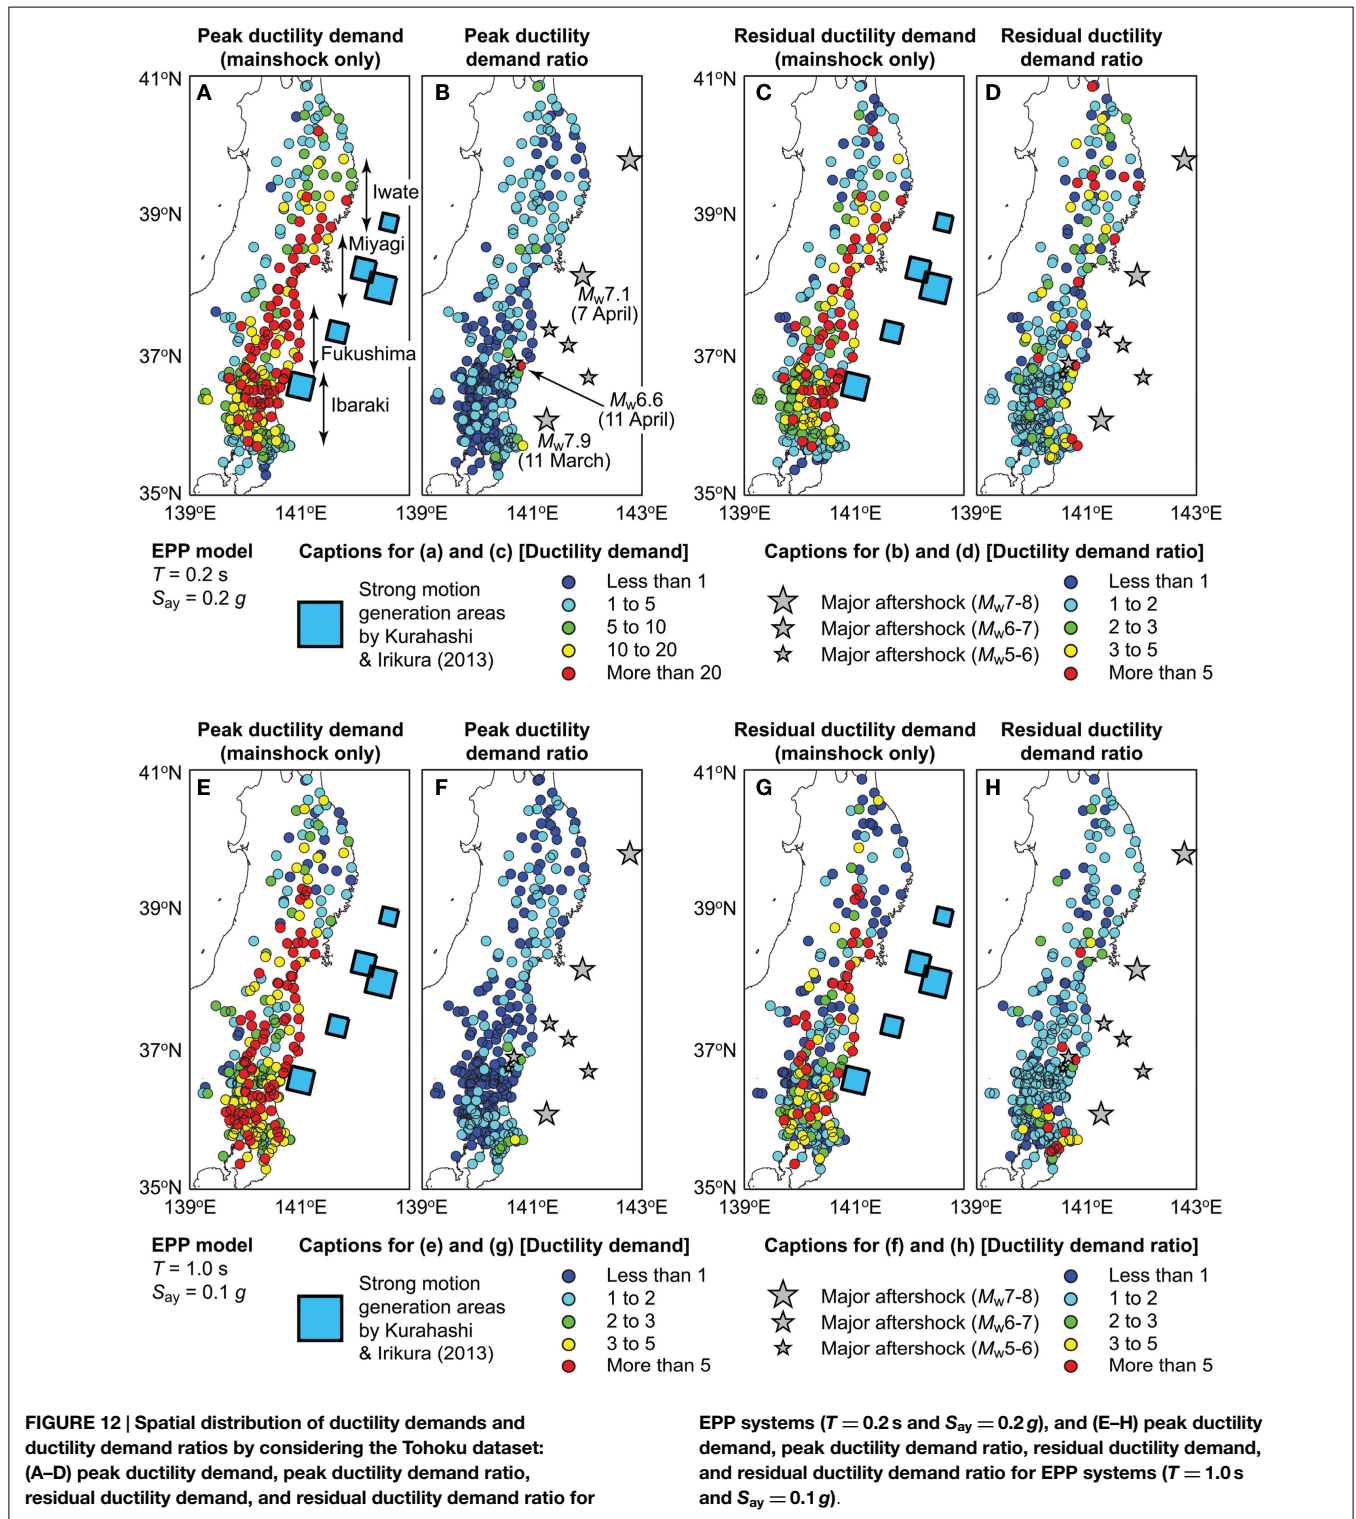 Peak ductility demand
(mainshock only)
Peak ductility
demand ratio
Residual ductility demand
(mainshock only)
Residual ductility
demand ratio
41°N
39°N
37°N
35°N
A
B
C
D
Iwate
Miyagi
Fukushima
Ibaraki
Mw7.1
(7 April)
Mw6.6
(11 April)
Mw7.9
(11 March)
139°E
141°E
139°E
141°E
143°E
139°E
141°E
139°E
141°E
143°E
EPP model
T = 0.2 s
Say = 0.2 g
Captions for (a) and (c) [Ductility demand]
Strong motion
generation areas
by Kurahashi
& Irikura (2013)
Less than 1
1 to 5
5 to 10
10 to 20
More than 20
Captions for (b) and (d) [Ductility demand ratio]
Major aftershock (Mw7-8)
Major aftershock (Mw6-7)
Major aftershock (Mw5-6)
Less than 1
1 to 2
2 to 3
3 to 5
More than 5
Peak ductility demand
(mainshock only)
Peak ductility
demand ratio
Residual ductility demand
(mainshock only)
Residual ductility
demand ratio
41°N
39°N
37°N
35°N
E
F
G
H
139°E
141°E
139°E
141°E
143°E
139°E
141°E
139°E
141°E
143°E
EPP model
T = 1.0 s
Say = 0.1 g
Captions for (e) and (g) [Ductility demand]
Strong motion
generation areas
by Kurahashi
& Irikura (2013)
Less than 1
1 to 2
2 to 3
3 to 5
More than 5
Captions for (f) and (h) [Ductility demand ratio]
Major aftershock (Mw7-8)
Major aftershock (Mw6-7)
Major aftershock (Mw5-6)
Less than 1
1 to 2
2 to 3
3 to 5
More than 5
FIGURE 12 | Spatial distribution of ductility demands and
ductility demand ratios by considering the Tohoku dataset:
(A–D) peak ductility demand, peak ductility demand ratio,
residual ductility demand, and residual ductility demand ratio for
EPP systems (T = 0.2 s and Say = 0.2 g), and (E–H) peak ductility
demand, peak ductility demand ratio, residual ductility demand,
and residual ductility demand ratio for EPP systems (T = 1.0 s
and Say = 0.1 g).